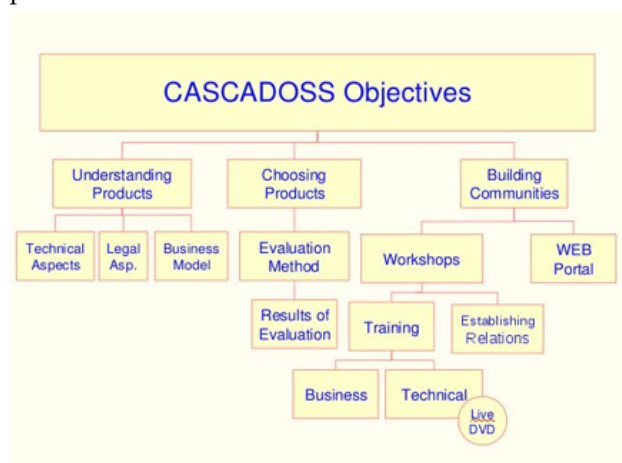 CASCADOSS Objectives
Understanding
Products
Choosing
Products
Building
Communities
Technical
Aspects
Legal
Asp.
Business
Model
Evaluation
Method
Workshops
WEB
Portal
Results of
Evaluation
Training
Establishing
Relations
Business
Technical
Live
DVD